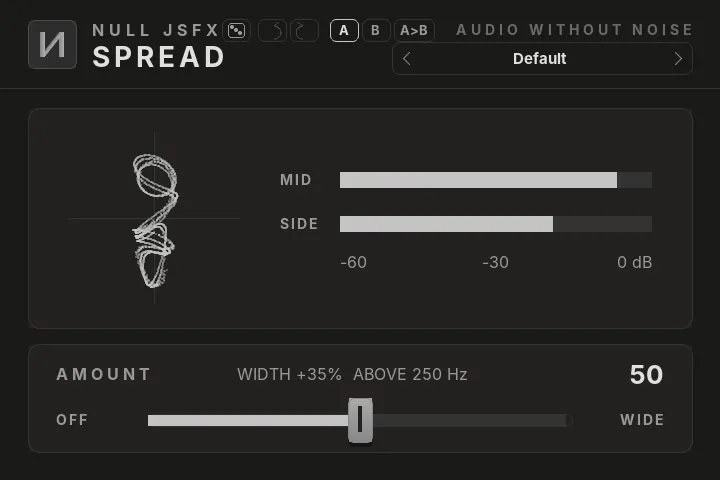 NULL JSFX
A B A>B
AUDIO WITHOUT NOISE
SPREAD
Default
MID
SIDE
-60 -30 0 dB
AMOUNT WIDTH +35% ABOVE 250 Hz 50
OFF WIDE